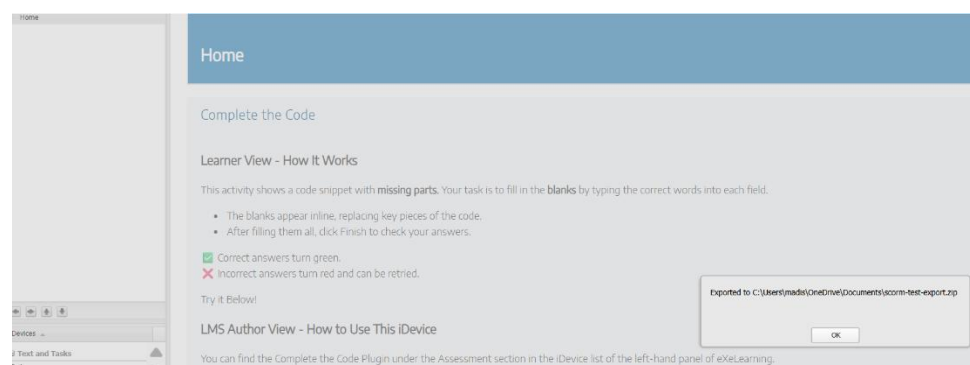 Home
Home
Complete the Code
Learner View - How It Works
This activity shows a code snippet with missing parts. Your task is to fill in the blanks by typing the correct words into each field.
• The blanks appear inline, replacing key pieces of the code.
• After filling them all, click Finish to check your answers.
✅ Correct answers turn green.
❌ Incorrect answers turn red and can be retried.
Try it Below!
Exported to C:\Users\madis\OneDrive\Documents\scorm-test-export.zip
OK
LMS Author View - How to Use This iDevice
You can find the Complete the Code Plugin under the Assessment section in the iDevice list of the left-hand panel of eXeLearning.
Devices
Text and Tasks